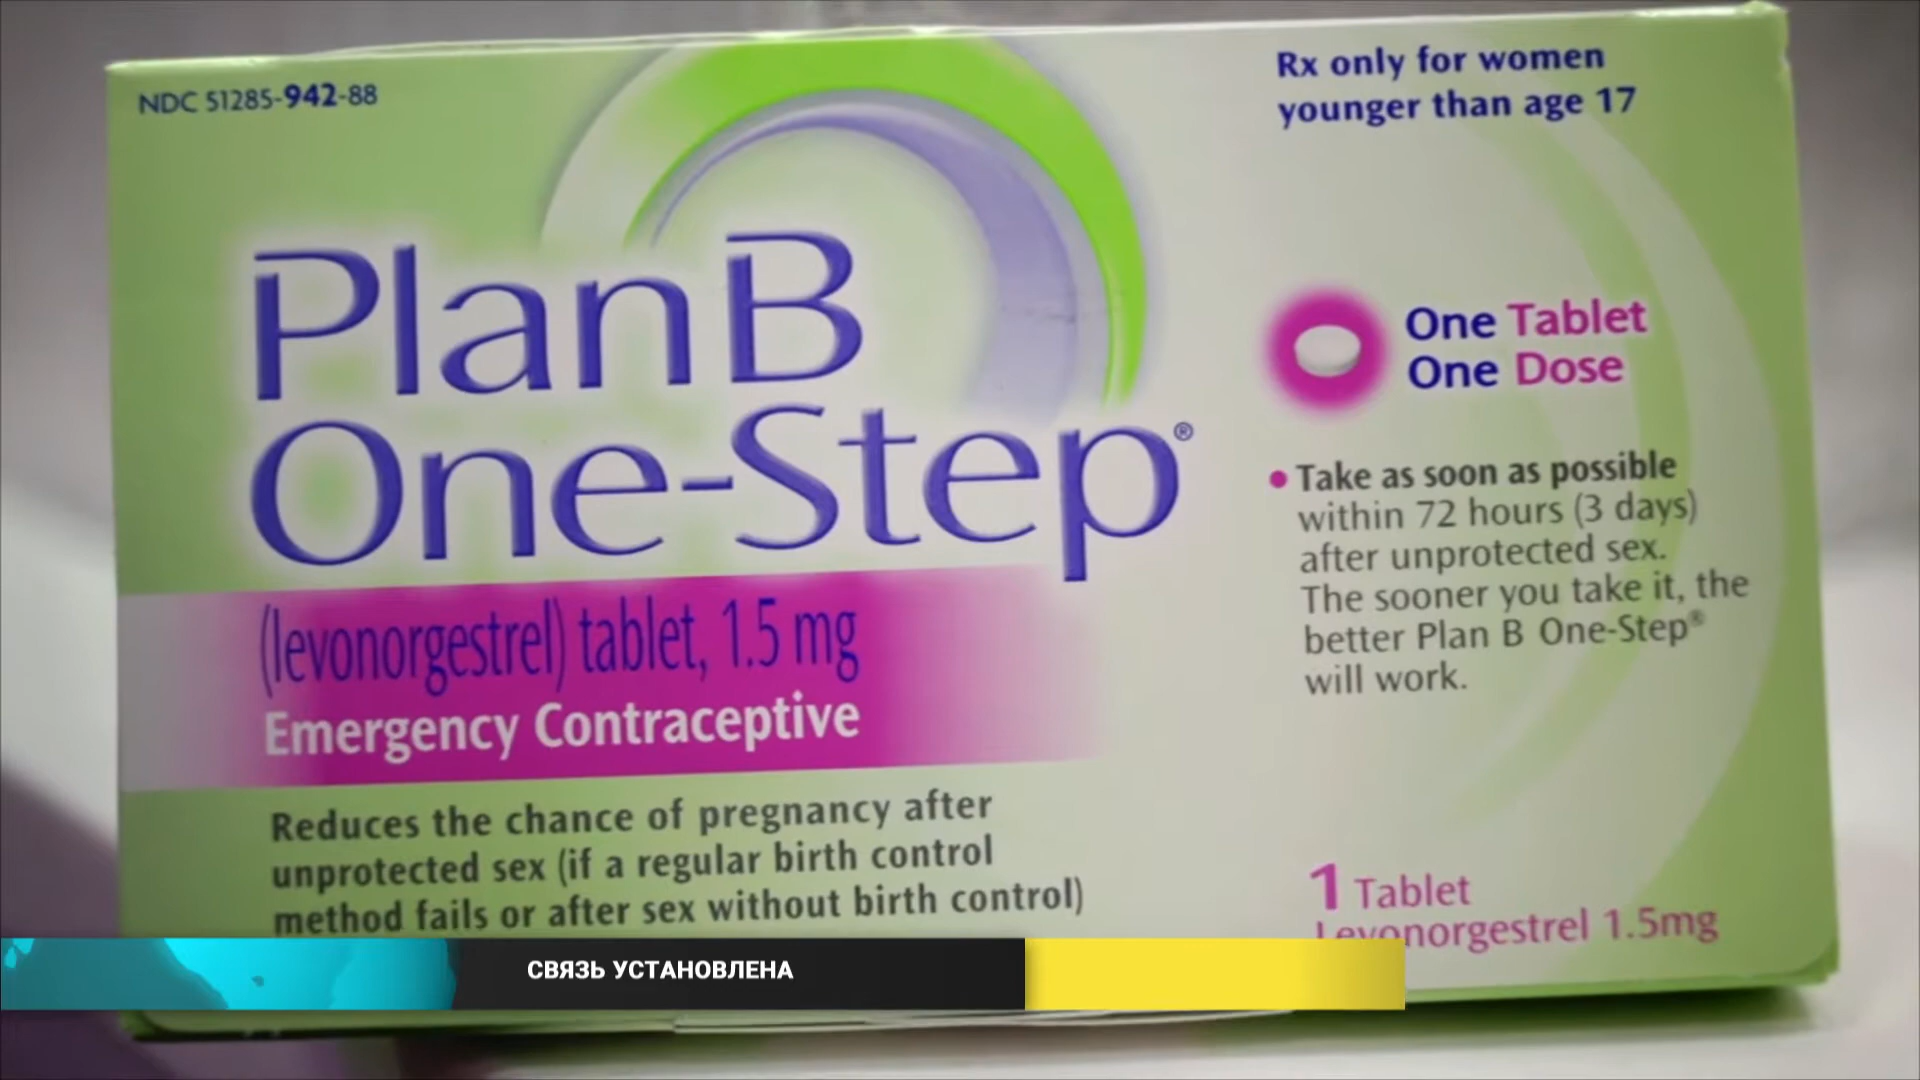 NDC 51285-942-88
Rx only for women
younger than age 17
Plan B
One-Step®
One Tablet
One Dose
(levonorgestrel) tablet, 1.5 mg
Emergency Contraceptive
• Take as soon as possible
within 72 hours (3 days)
after unprotected sex.
The sooner you take it, the
better Plan B One-Step®
will work.
Reduces the chance of pregnancy after
unprotected sex (if a regular birth control
method fails or after sex without birth control)
1 Tablet
Levonorgestrel 1.5mg
СВЯЗЬ УСТАНОВЛЕНА